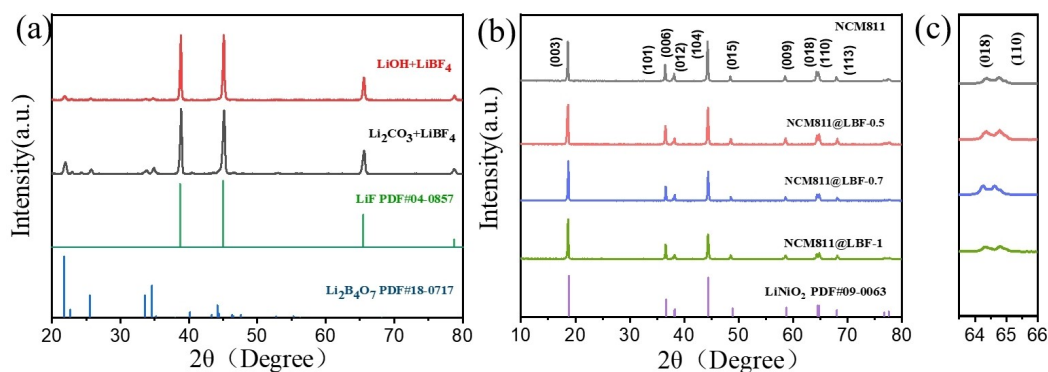 (a)
LiOH+LiBF4
Li2CO3+LiBF4
LiF PDF#04-0857
Li2B4O7 PDF#18-0717
Intensity(a.u.)
20 30 40 50 60 70 80
2θ（Degree）
(b)
NCM811
(003) (101) (006) (012) (104) (015) (009) (018) (110) (113)
NCM811@LBF-0.5
NCM811@LBF-0.7
NCM811@LBF-1
LiNiO2 PDF#09-0063
Intensity(a.u.)
10 20 30 40 50 60 70 80
2θ（Degree）
(c)
(018) (110)
64 65 66